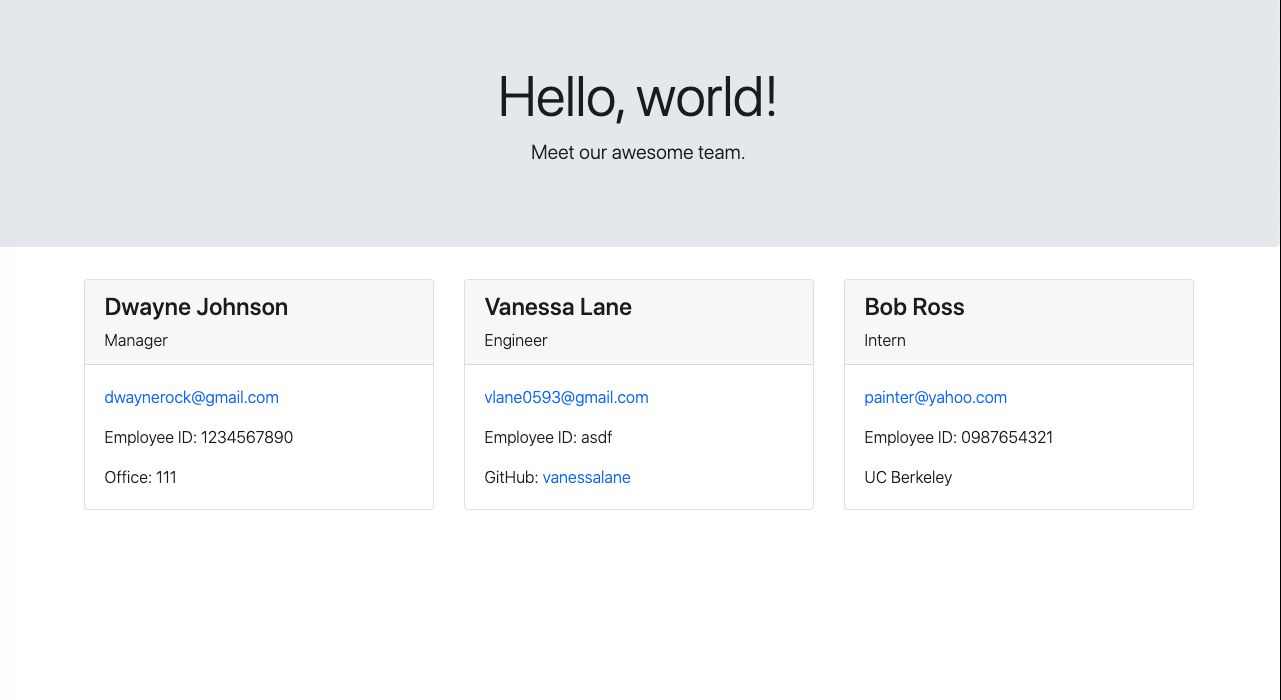 Hello, world!
Meet our awesome team.
Dwayne Johnson
Manager
dwaynerock@gmail.com
Employee ID: 1234567890
Office: 111
Vanessa Lane
Engineer
vlane0593@gmail.com
Employee ID: asdf
GitHub: vanessalane
Bob Ross
Intern
painter@yahoo.com
Employee ID: 0987654321
UC Berkeley